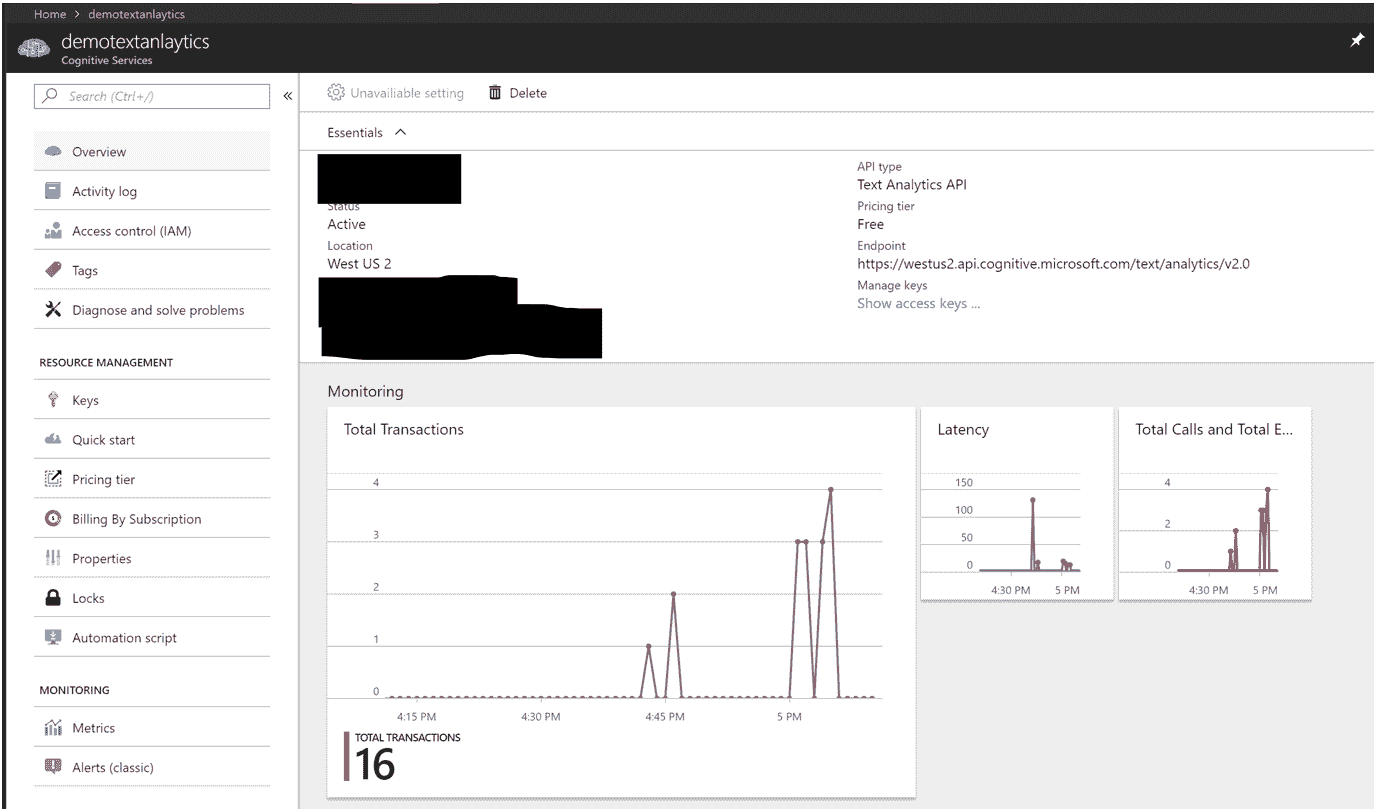 Home > demotextanlaytics
demotextanlaytics
Cognitive Services
Search (Ctrl+/)
«
Overview
Activity log
Access control (IAM)
Tags
Diagnose and solve problems
RESOURCE MANAGEMENT
Keys
Quick start
Pricing tier
Billing By Subscription
Properties
Locks
Automation script
MONITORING
Metrics
Alerts (classic)
Unavailiable setting
Delete
Essentials
Status
Active
Location
West US 2
API type
Text Analytics API
Pricing tier
Free
Endpoint
https://westus2.api.cognitive.microsoft.com/text/analytics/v2.0
Manage keys
Show access keys ...
Monitoring
Total Transactions
4
3
2
1
0
4:15 PM 4:30 PM 4:45 PM 5 PM
TOTAL TRANSACTIONS
16
Latency
150
100
50
0
4:30 PM 5 PM
Total Calls and Total E...
4
2
0
4:30 PM 5 PM